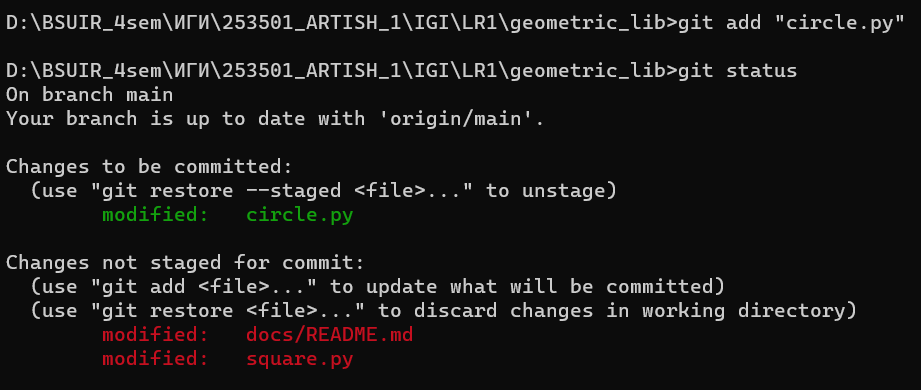 D:\BSUIR_4sem\ИГИ\253501_ARTISH_1\IGI\LR1\geometric_lib>git add "circle.py"
D:\BSUIR_4sem\ИГИ\253501_ARTISH_1\IGI\LR1\geometric_lib>git status
On branch main
Your branch is up to date with 'origin/main'.
Changes to be committed:
(use "git restore --staged <file>..." to unstage)
modified:   circle.py
Changes not staged for commit:
(use "git add <file>..." to update what will be committed)
(use "git restore <file>..." to discard changes in working directory)
modified:   docs/README.md
modified:   square.py